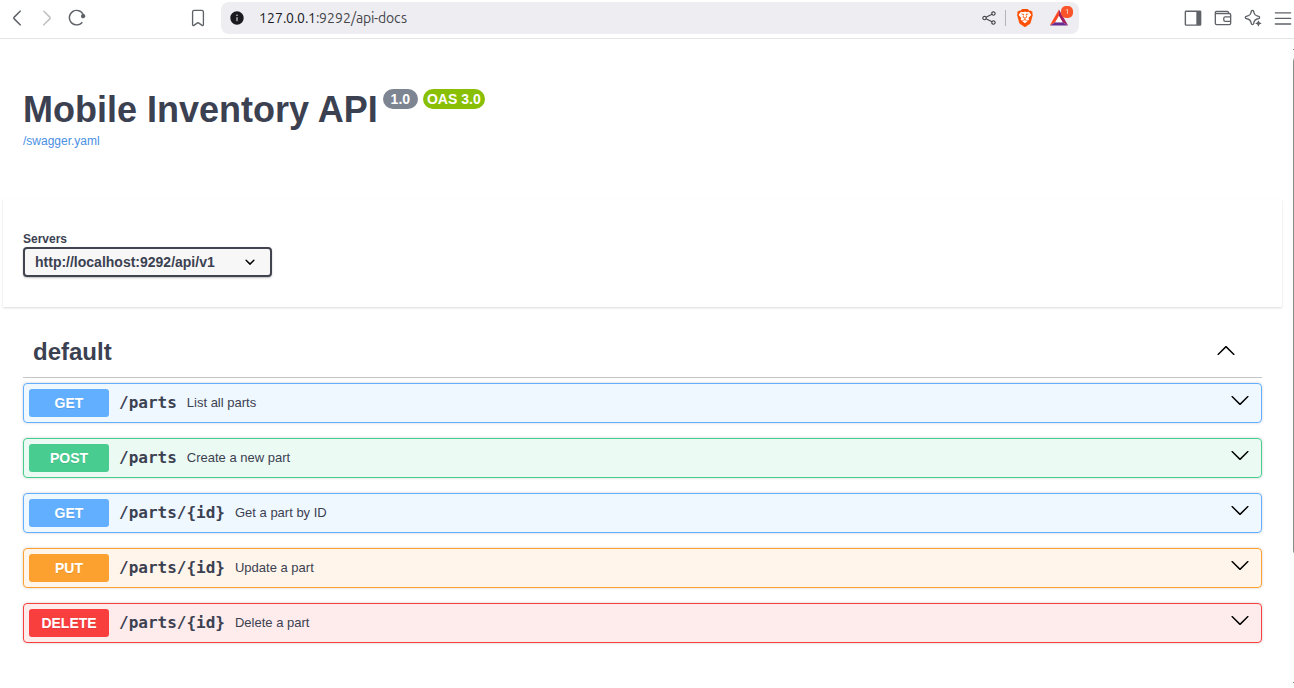 127.0.0.1:9292/api-docs
1
Mobile Inventory API 1.0 OAS 3.0
/swagger.yaml
Servers
http://localhost:9292/api/v1
default
GET /parts List all parts
POST /parts Create a new part
GET /parts/{id} Get a part by ID
PUT /parts/{id} Update a part
DELETE /parts/{id} Delete a part